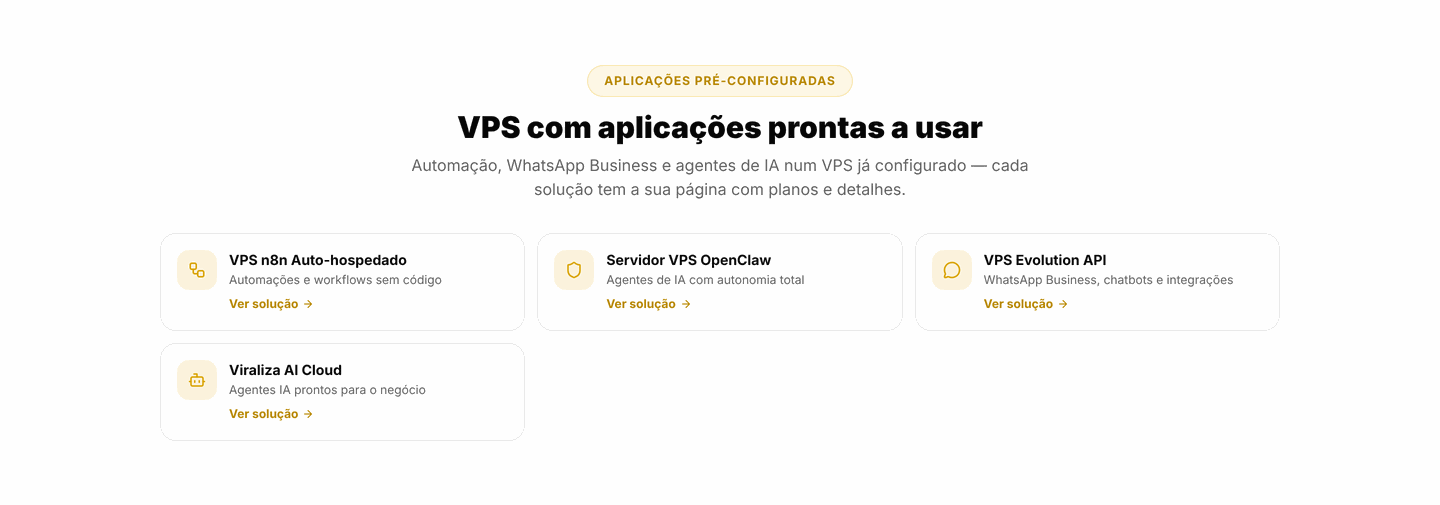 APLICAÇÕES PRÉ-CONFIGURADAS
VPS com aplicações prontas a usar
Automação, WhatsApp Business e agentes de IA num VPS já configurado — cada
solução tem a sua página com planos e detalhes.
VPS n8n Auto-hospedado
Automações e workflows sem código
Ver solução →
Servidor VPS OpenClaw
Agentes de IA com autonomia total
Ver solução →
VPS Evolution API
WhatsApp Business, chatbots e integrações
Ver solução →
Viraliza AI Cloud
Agentes IA prontos para o negócio
Ver solução →